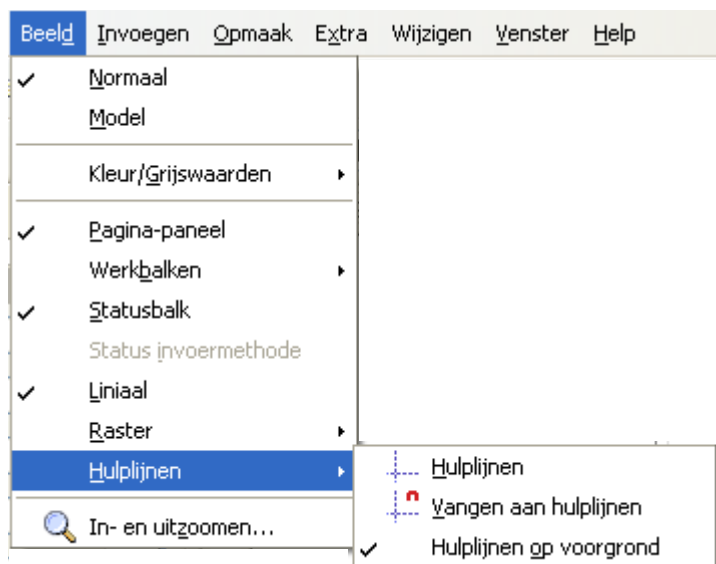 Beeld Invoegen Opmaak Extra Wijzigen Venster Help
Normaal
Model
Kleur/Grijswaarden
Pagina-paneel
Werkbalken
Statusbalk
Status invoermethode
Liniaal
Raster
Hulplijnen
In- en uitzoomen...
Hulplijnen
Vangen aan hulplijnen
Hulplijnen op voorgrond